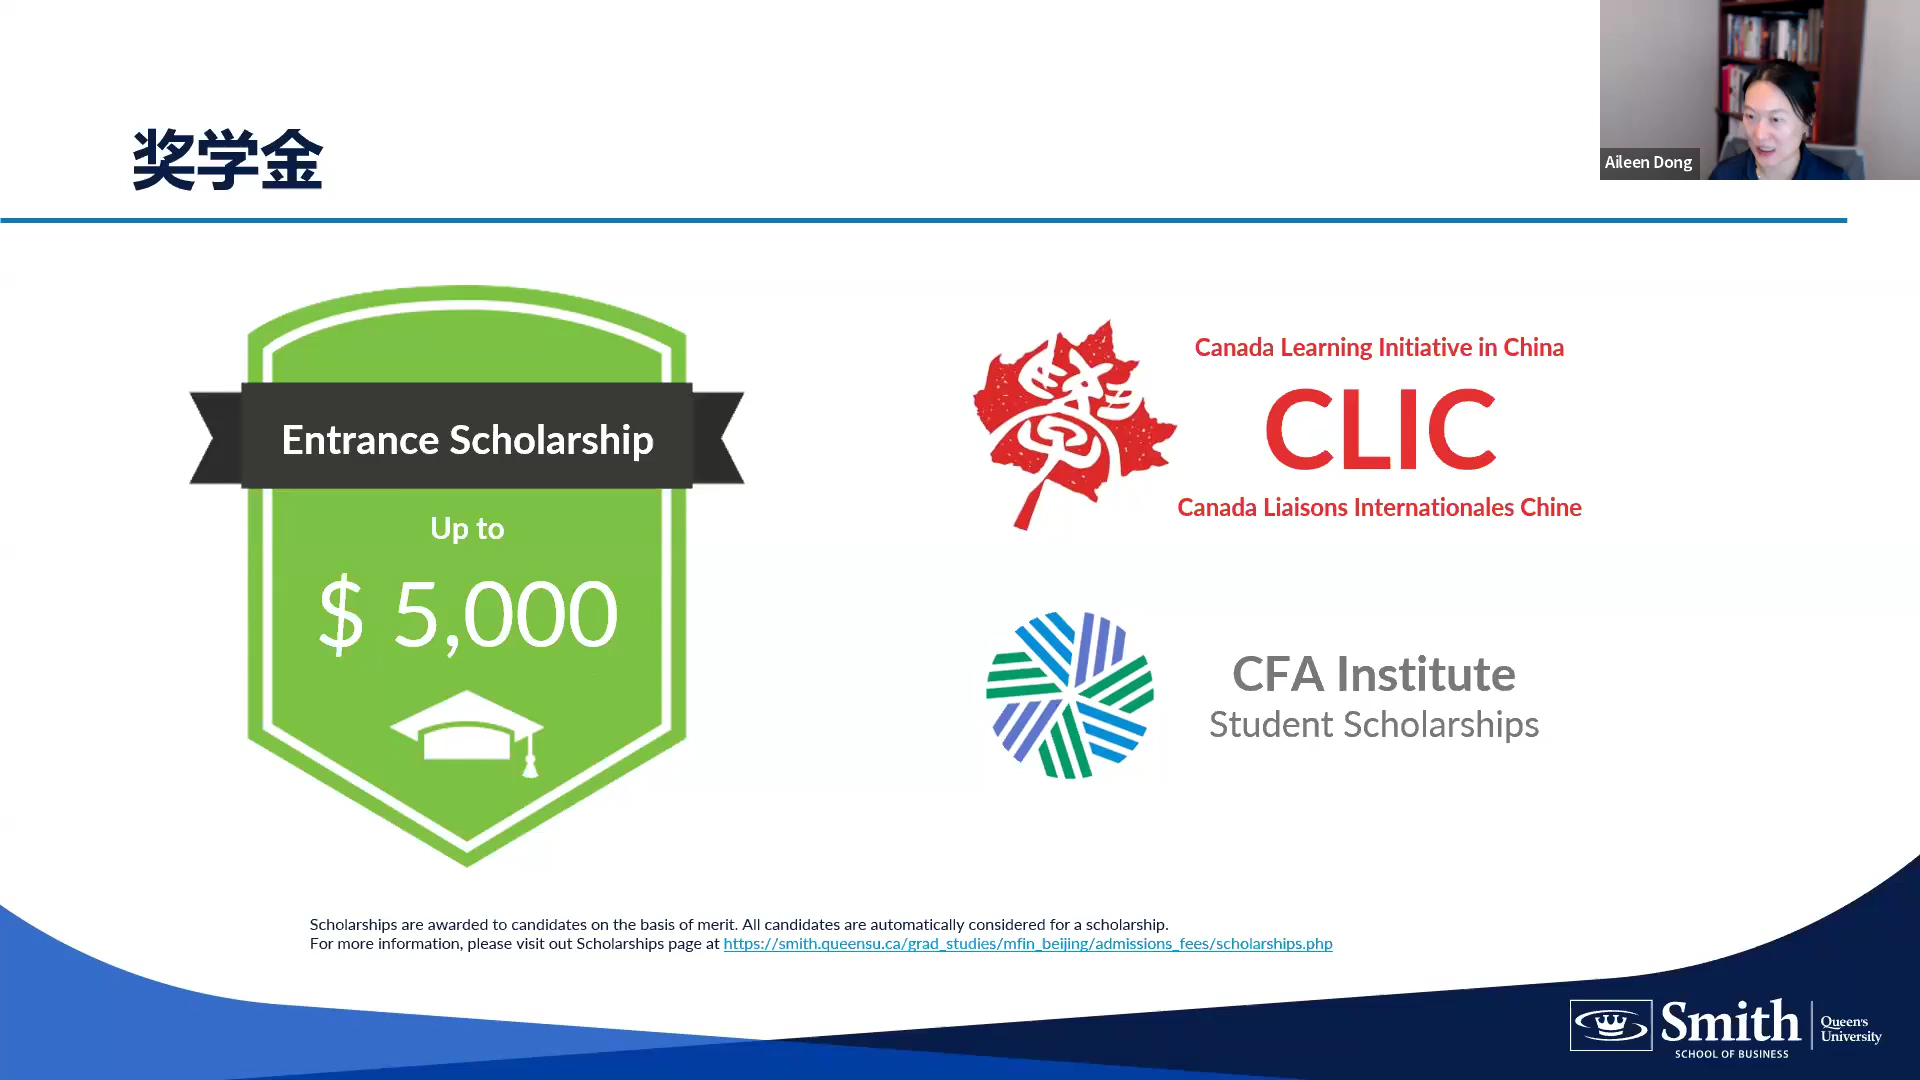 奖学金
Aileen Dong
Entrance Scholarship
Up to
$ 5,000
Canada Learning Initiative in China
CLIC
Canada Liaisons Internationales Chine
CFA Institute
Student Scholarships
Scholarships are awarded to candidates on the basis of merit. All candidates are automatically considered for a scholarship.
For more information, please visit out Scholarships page at https://smith.queensu.ca/grad_studies/mfin_beijing/admissions_fees/scholarships.php
Smith
SCHOOL OF BUSINESS
Queen's
University